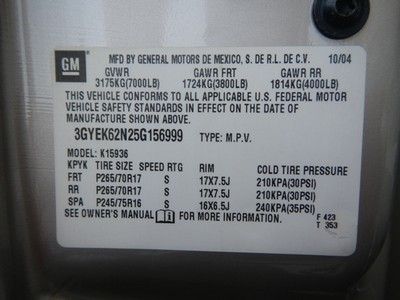 GM
MFD BY GENERAL MOTORS DE MEXICO, S. DE R.L. DE C.V. 10/04
GVWR GAWR FRT GAWR RR
3175KG(7000LB) 1724KG(3800LB) 1814KG(4000LB)
THIS VEHICLE CONFORMS TO ALL APPLICABLE U.S. FEDERAL MOTOR
VEHICLE SAFETY STANDARDS IN EFFECT ON THE DATE OF
MANUFACTURE SHOWN ABOVE.
3GYEK62N25G156999 TYPE: M.P.V.
MODEL: K15936
KPYK TIRE SIZE SPEED RTG RIM COLD TIRE PRESSURE
FRT P265/70R17 S 17X7.5J 210KPA(30PSI)
RR P265/70R17 S 17X7.5J 210KPA(30PSI)
SPA P245/75R16 S 16X6.5J 240KPA(35PSI)
SEE OWNER'S MANUAL FOR MORE INFORMATION. F 423
T 353